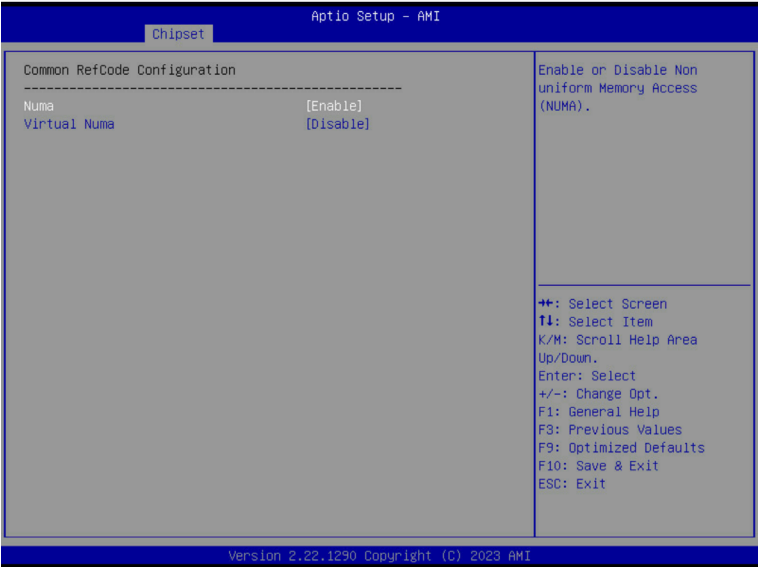 Aptio Setup – AMI
Chipset
Common RefCode Configuration
--------------------------------------------------
Numa [Enable]
Virtual Numa [Disable]
Enable or Disable Non
uniform Memory Access
(NUMA).
→←: Select Screen
↑↓: Select Item
K/M: Scroll Help Area
Up/Down.
Enter: Select
+/-: Change Opt.
F1: General Help
F3: Previous Values
F9: Optimized Defaults
F10: Save & Exit
ESC: Exit
Version 2.22.1290 Copyright (C) 2023 AMI